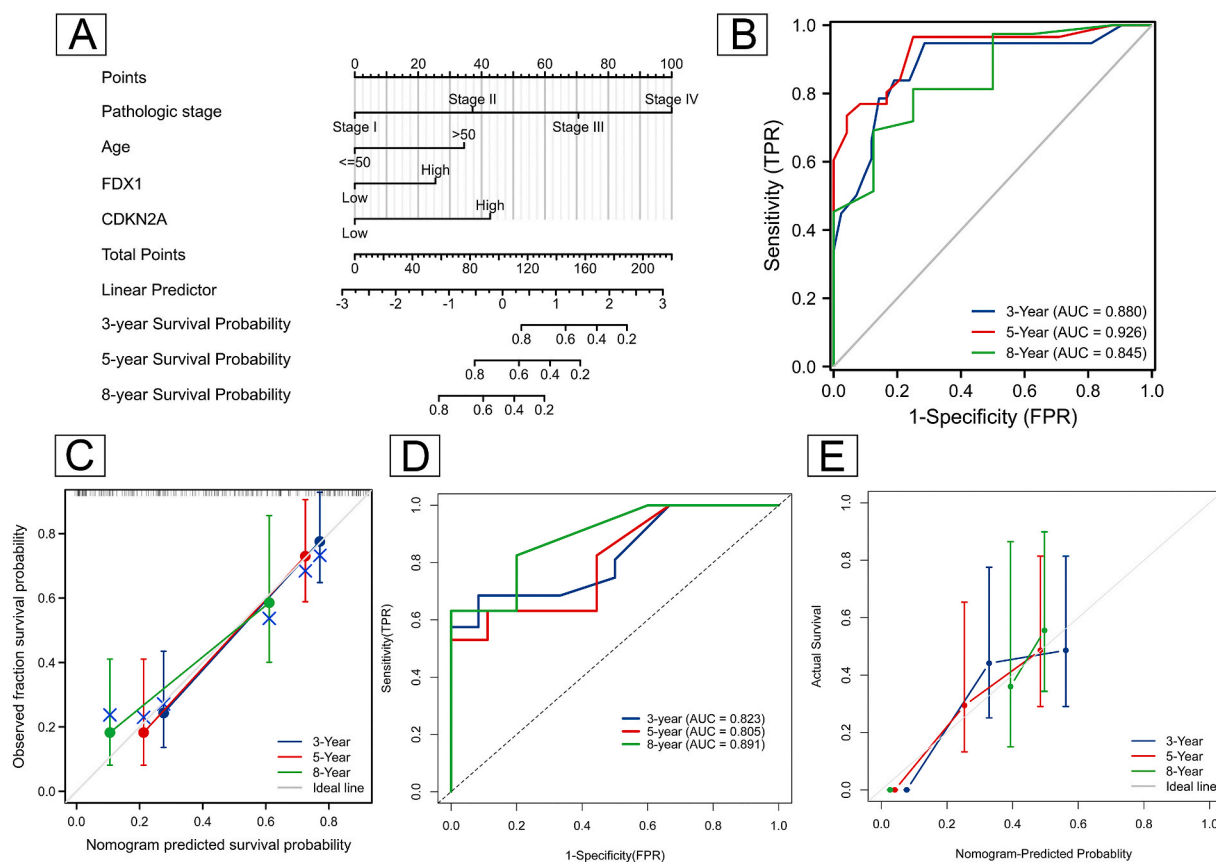 A
Points
0 20 40 60 80 100
Pathologic stage
Stage I Stage II Stage III Stage IV
Age
<=50 >50
FDX1
Low High
CDKN2A
Low High
Total Points
0 40 80 120 160 200
Linear Predictor
-3 -2 -1 0 1 2 3
3-year Survival Probability
0.8 0.6 0.4 0.2
5-year Survival Probability
0.8 0.6 0.4 0.2
8-year Survival Probability
0.8 0.6 0.4 0.2
B
Sensitivity (TPR)
1.0
0.8
0.6
0.4
0.2
0.0
3-Year (AUC = 0.880)
5-Year (AUC = 0.926)
8-Year (AUC = 0.845)
0.0 0.2 0.4 0.6 0.8 1.0
1-Specificity (FPR)
C
Observed fraction survival probability
0.8
0.6
0.4
0.2
0.0
3-Year
5-Year
8-Year
Ideal line
0.0 0.2 0.4 0.6 0.8
Nomogram predicted survival probability
D
Sensitivity(TPR)
1.0
0.8
0.6
0.4
0.2
0.0
3-year (AUC = 0.823)
5-year (AUC = 0.805)
8-year (AUC = 0.891)
0.0 0.2 0.4 0.6 0.8 1.0
1-Specificity(FPR)
E
Actual Survival
1.0
0.8
0.6
0.4
0.2
0.0
3-Year
5-Year
8-Year
Ideal line
0.0 0.2 0.4 0.6 0.8 1.0
Nomogram-Predicted Probablity